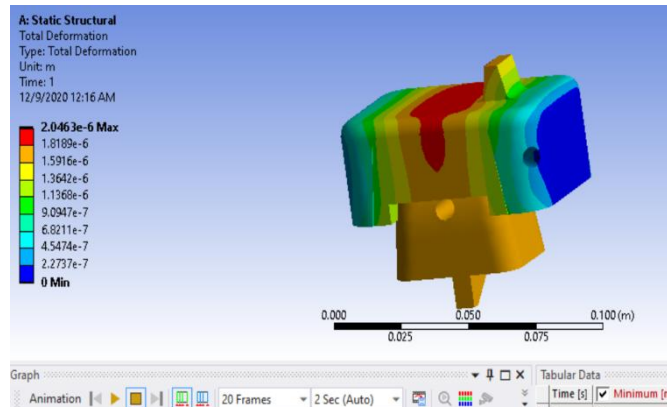 A: Static Structural
Total Deformation
Type: Total Deformation
Unit: m
Time: 1
12/9/2020 12:16 AM
2.0463e-6 Max
1.8189e-6
1.5916e-6
1.3642e-6
1.1368e-6
9.0947e-7
6.8211e-7
4.5474e-7
2.2737e-7
0 Min
0.000 0.050 0.100 (m)
0.025 0.075
Graph Tabular Data
Animation 20 Frames 2 Sec (Auto) Time [s] Minimum [